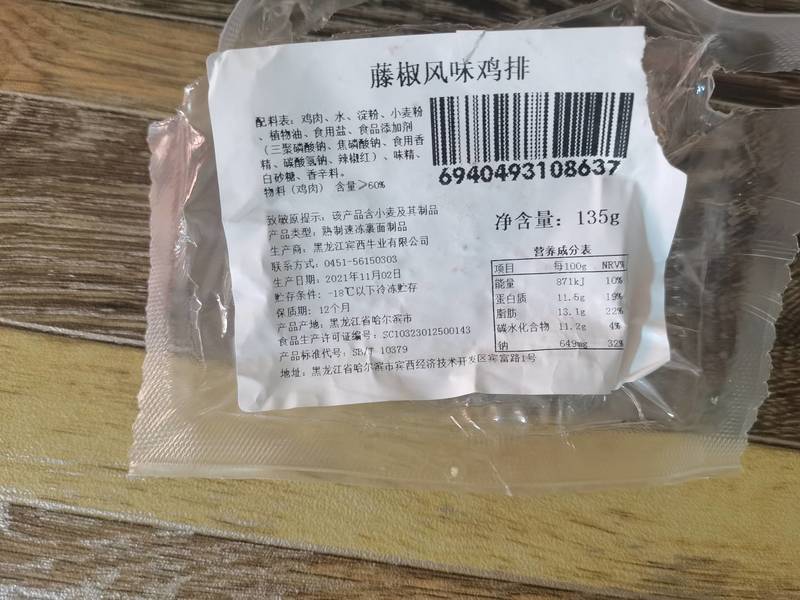 藤椒风味鸡排
配料表：鸡肉、水、淀粉、小麦粉
、植物油、食用盐、食品添加剂
（三聚磷酸钠、焦磷酸钠、食用香
精、碳酸氢钠、辣椒红）、味精、
白砂糖、香辛料。
物料（鸡肉） 含量≥60%
6940493108637
致敏原提示：该产品含小麦及其制品
产品类型：熟制速冻裹面制品
生产商：黑龙江宾西牛业有限公司
联系方式：0451-56150303
生产日期：2021年11月02日
贮存条件：-18℃以下冷冻贮存
保质期：12个月
产品产地：黑龙江省哈尔滨市
食品生产许可证编号：SC10323012500143
产品标准代号：SB/T 10379
地址：黑龙江省哈尔滨市宾西经济技术开发区宾富路1号
净含量：135g
营养成分表
项目 每100g NRV%
能量 871kJ 10%
蛋白质 11.5g 19%
脂肪 13.1g 22%
碳水化合物 11.2g 4%
钠 649mg 32%